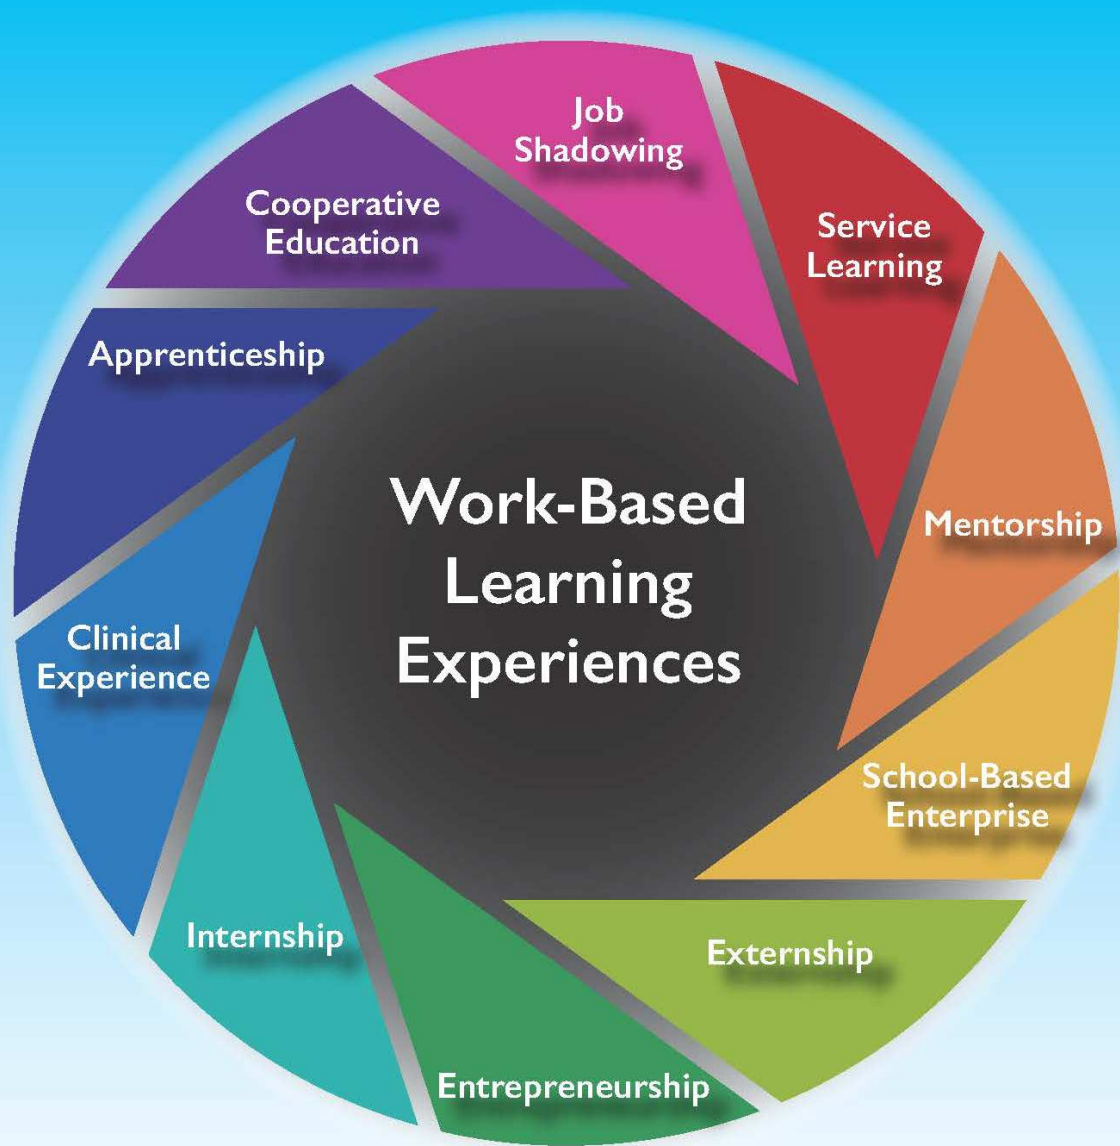 Job
Shadowing
Service
Learning
Mentorship
School-Based
Enterprise
Externship
Entrepreneurship
Internship
Clinical
Experience
Apprenticeship
Cooperative
Education
Work-Based
Learning
Experiences